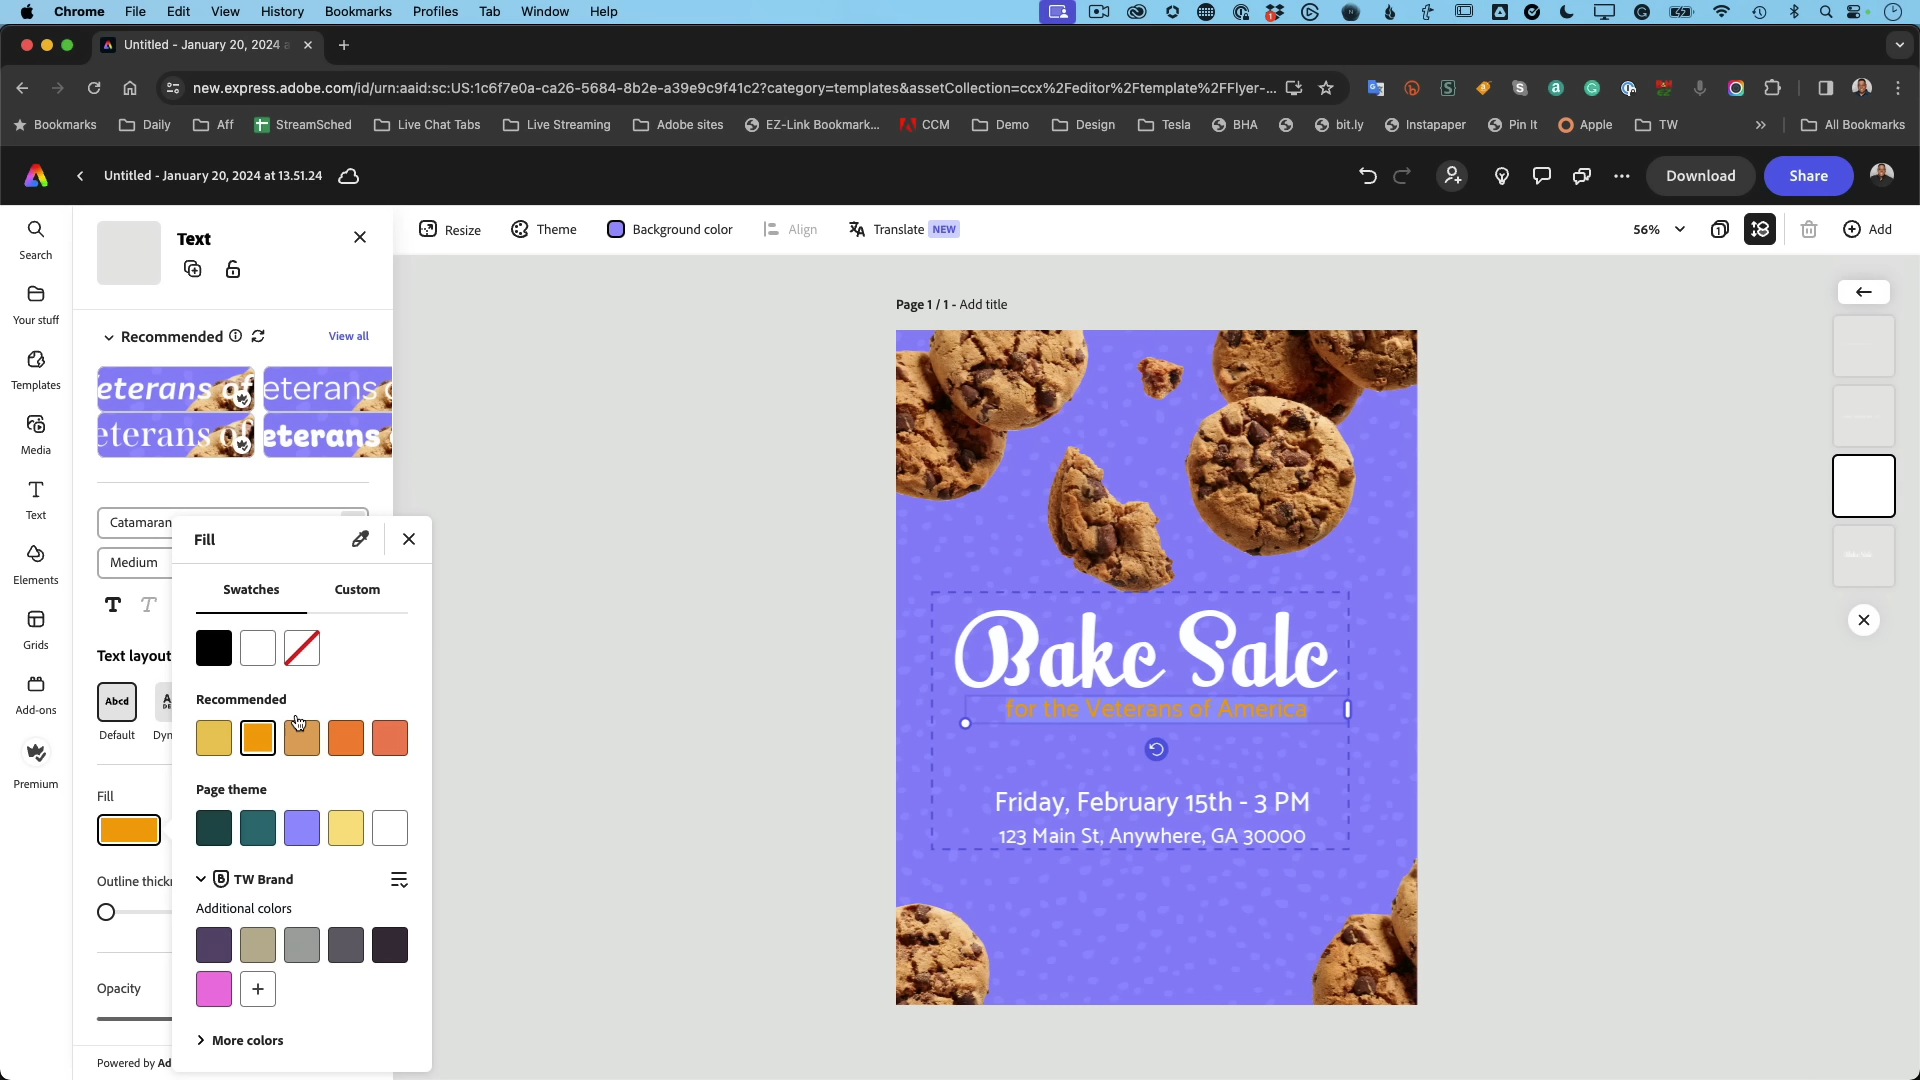 Chrome File Edit View History Bookmarks Profiles Tab Window Help
Untitled - January 20, 2024 a
new.express.adobe.com/id/urn:aaid:sc:US:1c6f7e0a-ca26-5684-8b2e-a39e9c9f41c2?category=templates&assetCollection=ccx%2Feditor%2Ftemplate%2FFlyer-...
Bookmarks Daily Aff StreamSched Live Chat Tabs Live Streaming Adobe sites EZ-Link Bookmark... CCM Demo Design Tesla BHA bit.ly Instapaper Pin It Apple TW » All Bookmarks
Untitled - January 20, 2024 at 13.51.24
Download
Share
Resize Theme Background color Align Translate NEW 56% Add
Search
Your stuff
Templates
Media
Text
Elements
Grids
Add-ons
Premium
Text
Recommended
View all
eterans of
eterans o
eterans of
eterans
Catamaran
Medium
T T
Text layout
Abcd
Default
Dyn
Fill
Outline thick
Opacity
Powered by Ad
Fill
Swatches Custom
Recommended
Page theme
TW Brand
Additional colors
More colors
Page 1 / 1 - Add title
Bake Sale
for the Veterans of America
Friday, February 15th - 3 PM
123 Main St, Anywhere, GA 30000
Bake Sale